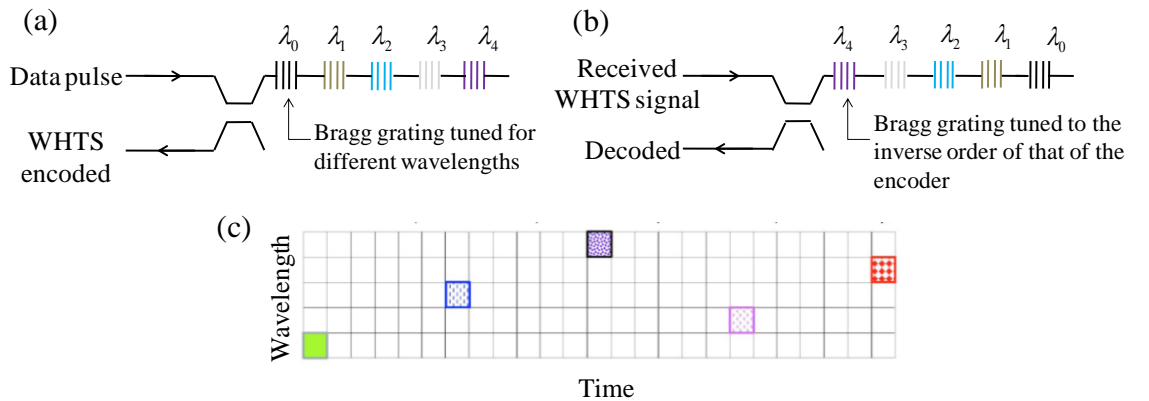 (a)
λ0 λ1 λ2 λ3 λ4
Data pulse
WHTS
encoded
Bragg grating tuned for
different wavelengths
(b)
λ4 λ3 λ2 λ1 λ0
Received
WHTS signal
Decoded
Bragg grating tuned to the
inverse order of that of the
encoder
(c)
Wavelength
Time